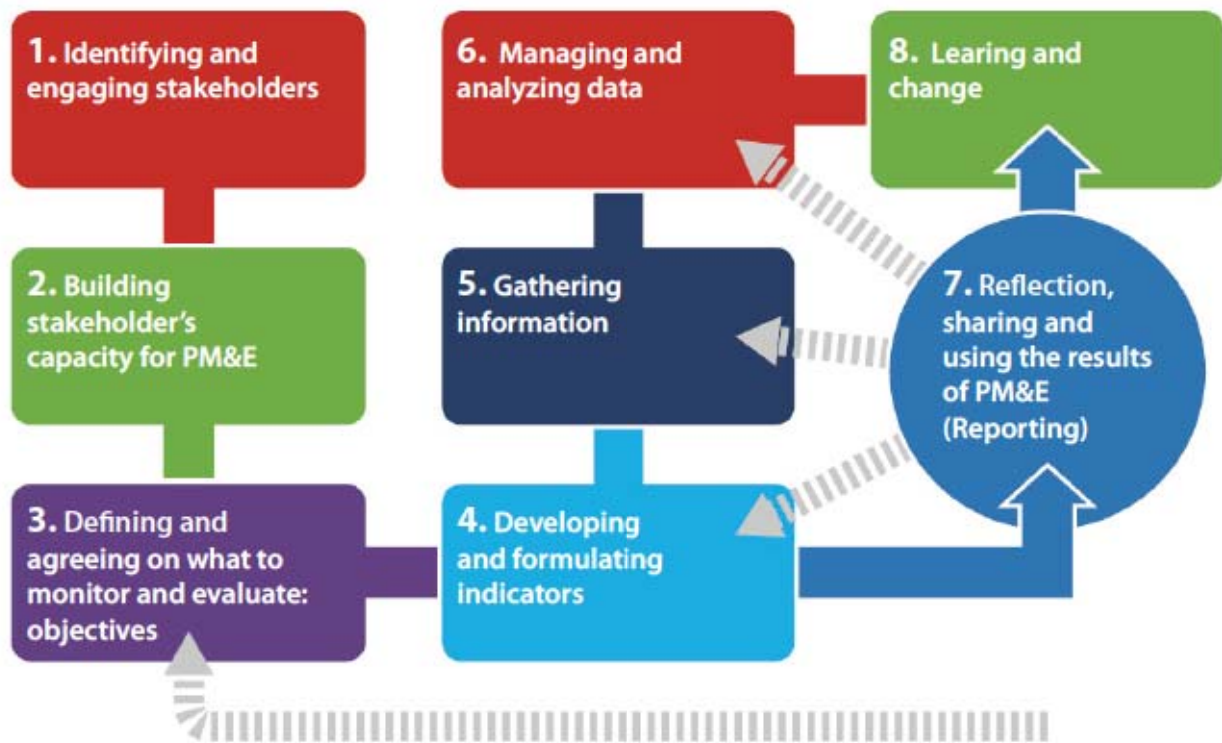 1. Identifying and
engaging stakeholders
2. Building
stakeholder’s
capacity for PM&E
3. Defining and
agreeing on what to
monitor and evaluate:
objectives
4. Developing
and formulating
indicators
5. Gathering
information
6. Managing and
analyzing data
7. Reflection,
sharing and
using the results
of PM&E
(Reporting)
8. Learing and
change